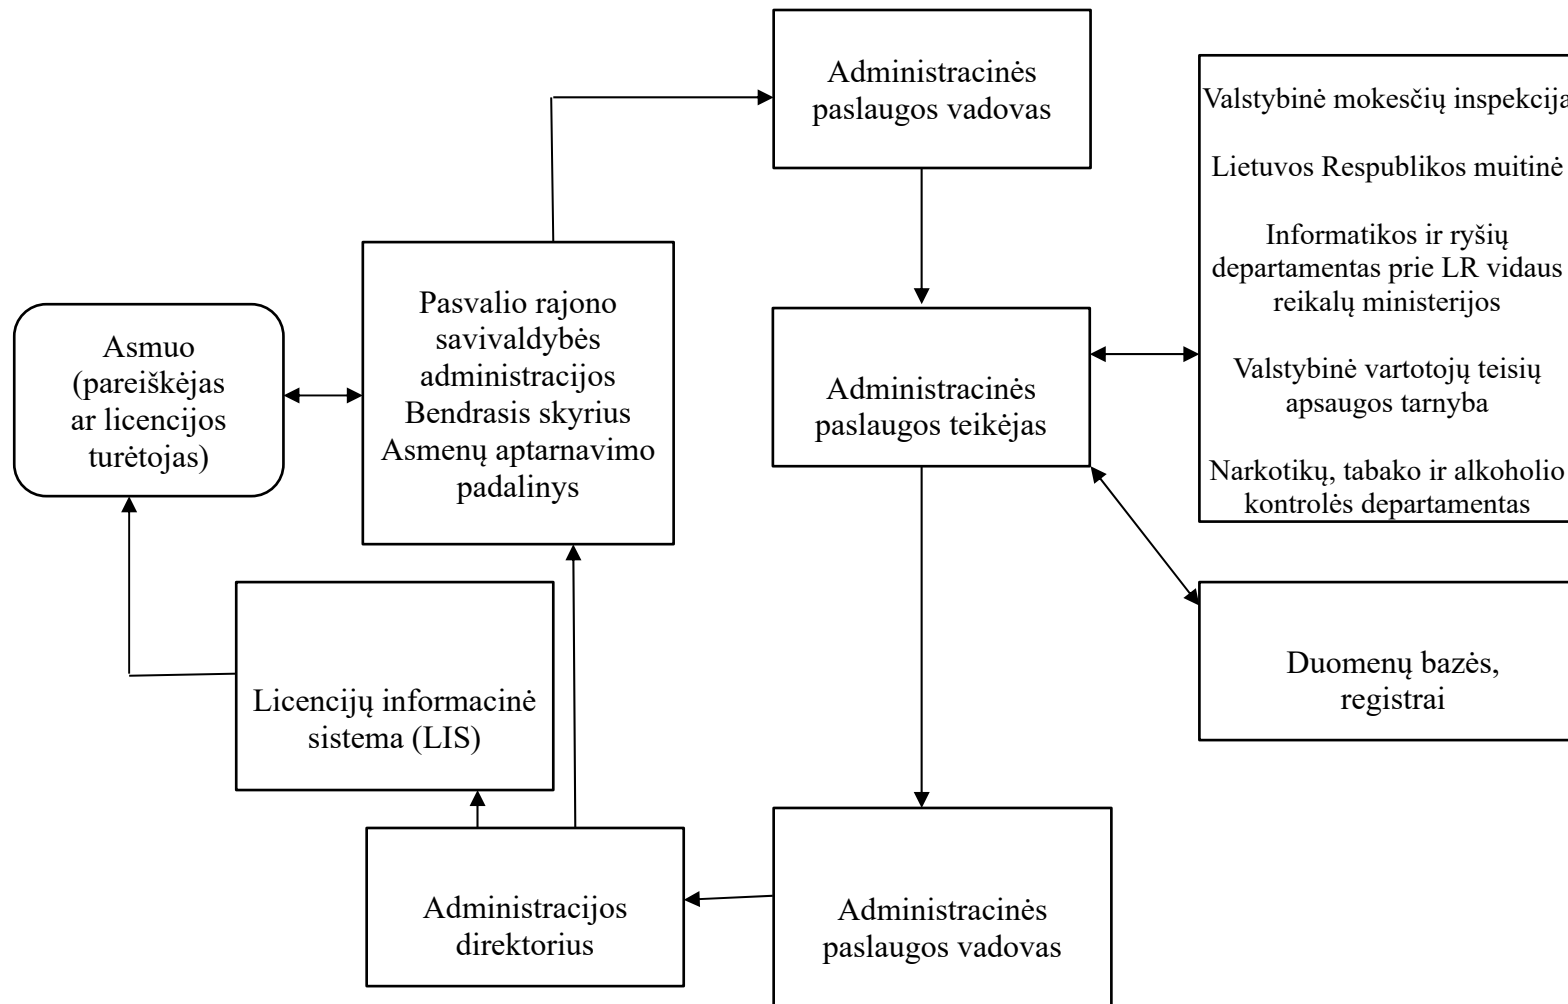 Administracinės
paslaugos vadovas
Valstybinė mokesčių inspekcija
Lietuvos Respublikos muitinė
Informatikos ir ryšių
departamentas prie LR vidaus
reikalų ministerijos
Valstybinė vartotojų teisių
apsaugos tarnyba
Narkotikų, tabako ir alkoholio
kontrolės departamentas
Pasvalio rajono
savivaldybės
administracijos
Bendrasis skyrius
Asmenų aptarnavimo
padalinys
Asmuo
(pareiškėjas
ar licencijos
turėtojas)
Administracinės
paslaugos teikėjas
Licencijų informacinė
sistema (LIS)
Duomenų bazės,
registrai
Administracijos
direktorius
Administracinės
paslaugos vadovas